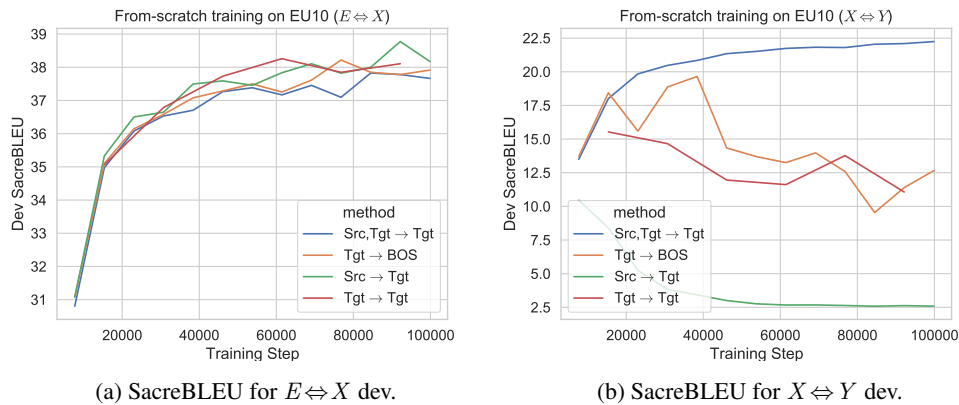 From-scratch training on EU10 (E ⇔ X)
39
38
37
36
35
34
33
32
31
Dev SacreBLEU
method
Src,Tgt → Tgt
Tgt → BOS
Src → Tgt
Tgt → Tgt
20000 40000 60000 80000 100000
Training Step
(a) SacreBLEU for E ⇔ X dev.
From-scratch training on EU10 (X ⇔ Y)
22.5
20.0
17.5
15.0
12.5
10.0
7.5
5.0
2.5
Dev SacreBLEU
method
Src,Tgt → Tgt
Tgt → BOS
Src → Tgt
Tgt → Tgt
20000 40000 60000 80000 100000
Training Step
(b) SacreBLEU for X ⇔ Y dev.